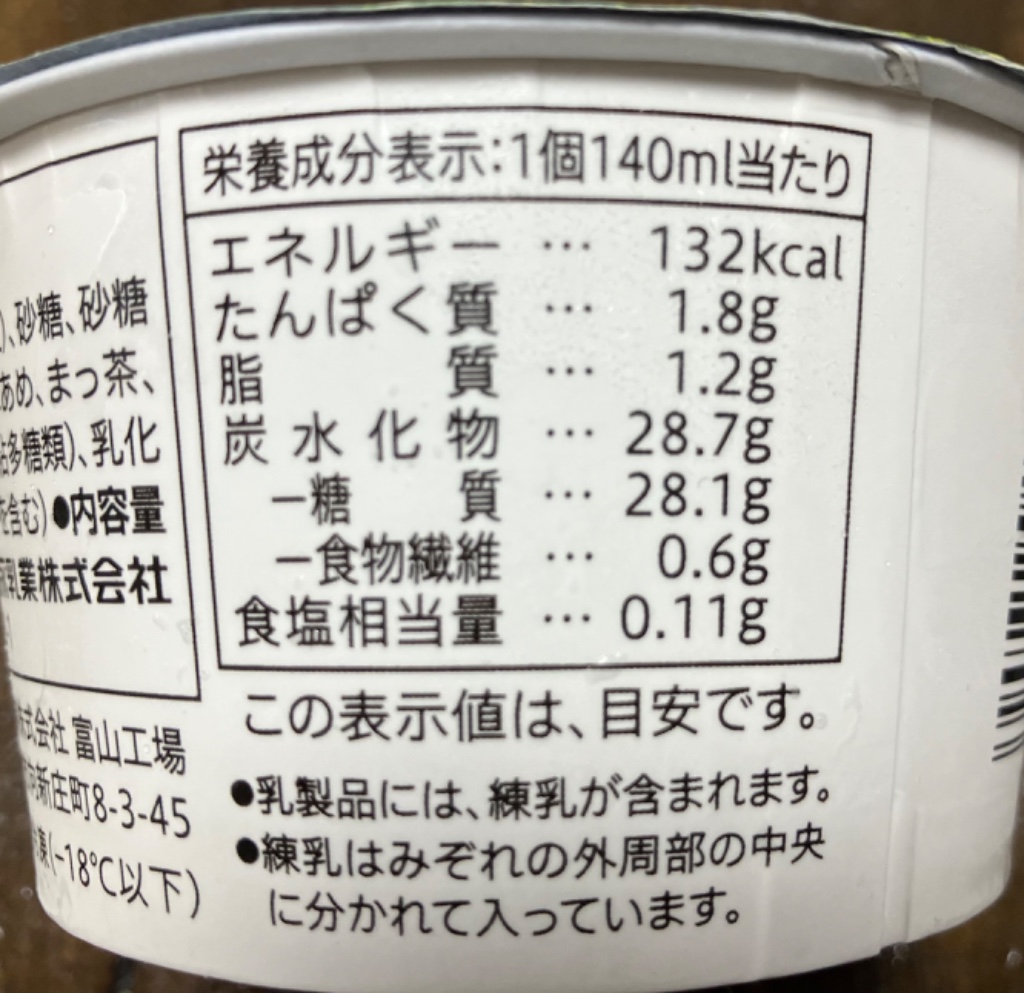 栄養成分表示:1個140ml当たり
エネルギー … 132kcal
たんぱく質 … 1.8g
脂質 … 1.2g
炭水化物 … 28.7g
−糖質 … 28.1g
−食物繊維 … 0.6g
食塩相当量 … 0.11g
この表示値は、目安です。
●乳製品には、練乳が含まれます。
●練乳はみぞれの外周部の中央
に分かれて入っています。
)、砂糖、砂糖
あめ、まっ茶、
多糖類)、乳化
を含む)●内容量
乳業株式会社
式会社 富山工場
新庄町8-3-45
(−18℃以下)